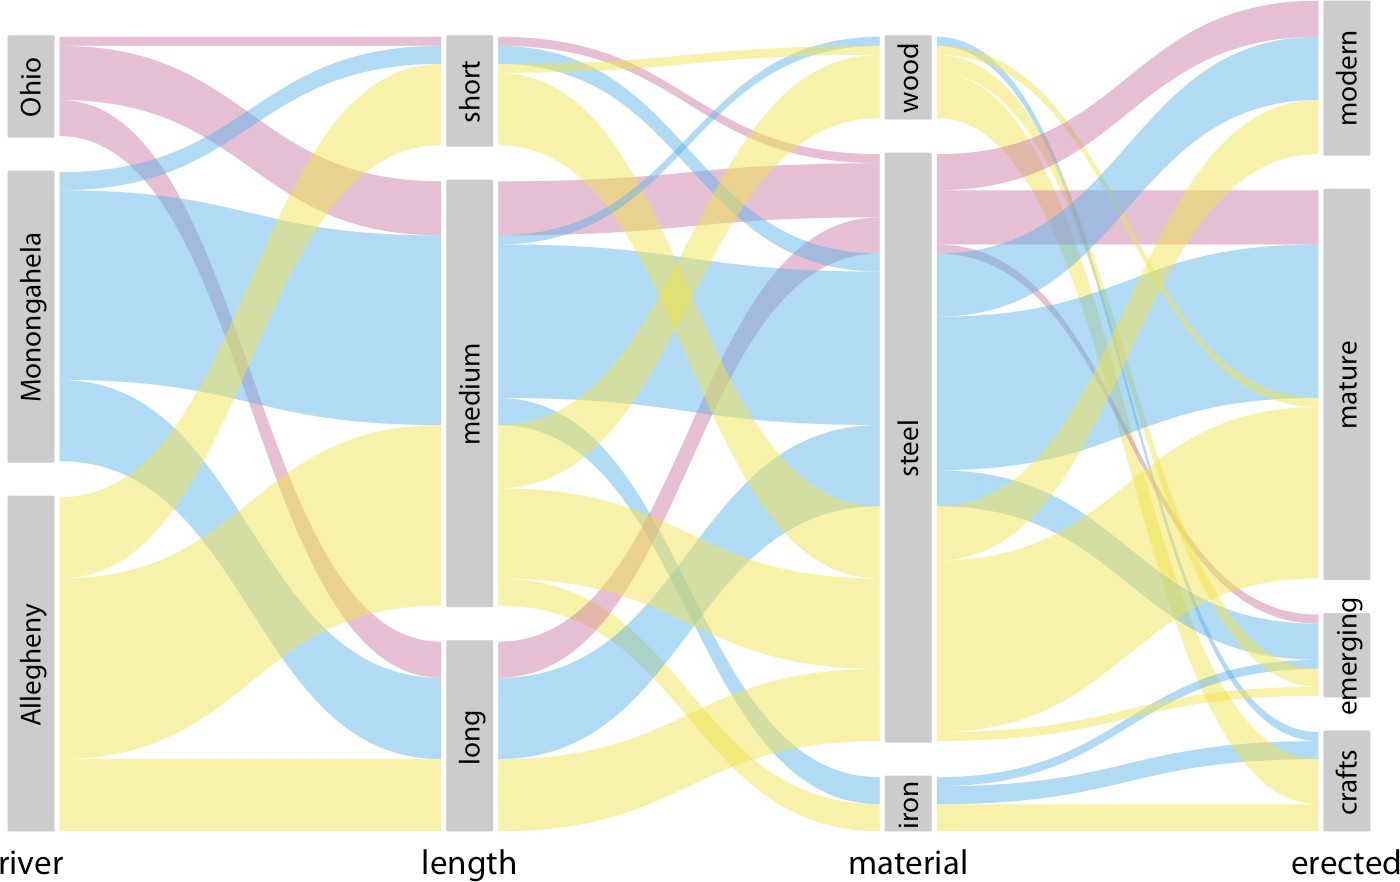 Ohio
Monongahela
Allegheny
short
medium
long
wood
steel
iron
modern
mature
emerging
crafts
river
length
material
erected